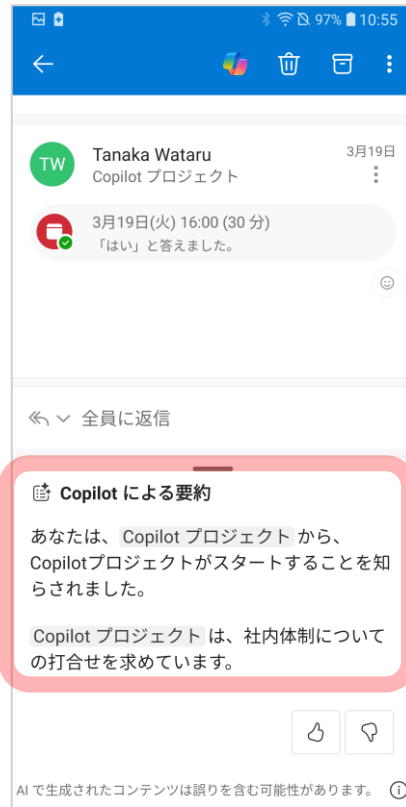 97% 10:55
TW
Tanaka Wataru
3月19日
Copilot プロジェクト
3月19日(火) 16:00 (30 分)
「はい」と答えました。
全員に返信
Copilot による要約
あなたは、 Copilot プロジェクト から、
Copilotプロジェクトがスタートすることを知
らされました。
Copilot プロジェクト は、社内体制について
の打合せを求めています。
AI で生成されたコンテンツは誤りを含む可能性があります。